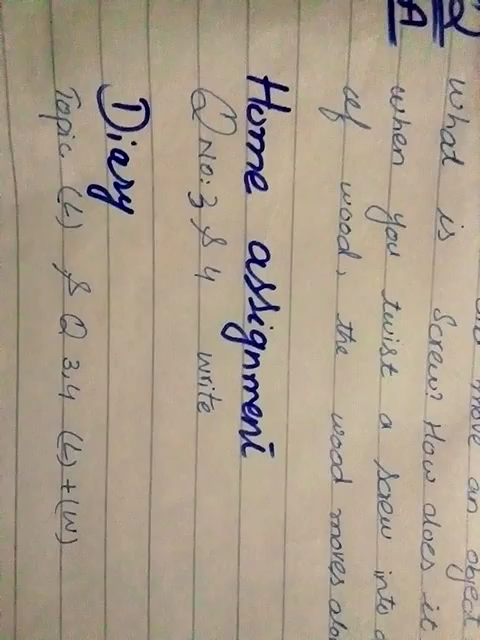 move an object
Q What is Screw? How does it
A when you twist a screw into a
of wood, the wood moves alo
Home assignment
Q No: 3 & 4 write
Diary
Topic (L) & Q 3,4 (L) + (W)